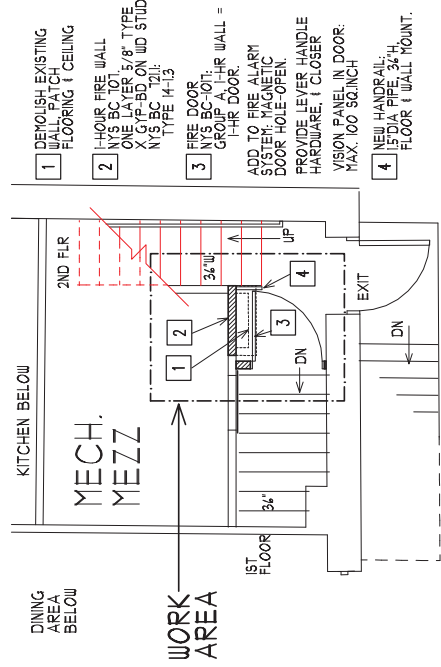 1 DEMOLISH EXISTING
WALL, PATCH
FLOORING & CEILING
2 1-HOUR FIRE WALL
NYS BC 707.
ONE LAYER 5/8" TYPE
X GYP-BD ON WD STUD
NYS BC 721.1:
TYPE 14-1.3
3 FIRE DOOR
NYS BC-1017:
GROUP A, 1-HR WALL =
1-HR DOOR.
ADD TO FIRE ALARM
SYSTEM: MAGNETIC
DOOR HOLE-OPEN.
PROVIDE LEVER HANDLE
HARDWARE, & CLOSER
VISION PANEL IN DOOR:
MAX. 100 SQ.INCH
4 NEW HANDRAIL:
1.5"DIA PIPE, 36"H,
FLOOR & WALL MOUNT.
2ND FLR
KITCHEN BELOW
MECH.
MEZZ
DINING
AREA
BELOW
WORK
AREA
1ST
FLOOR
36"
36"W
UP
1
2
3
4
DN
EXIT
DN